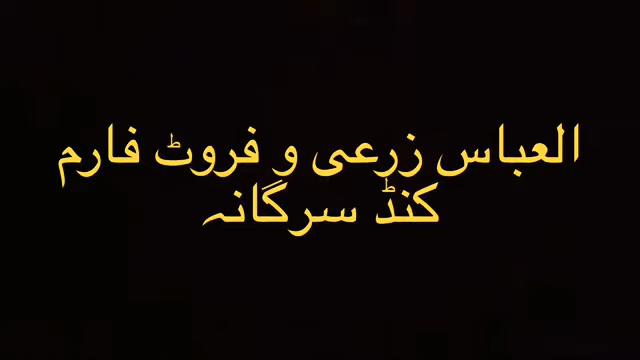 العباس زرعی و فروٹ فارم
کنڈ سرگانہ